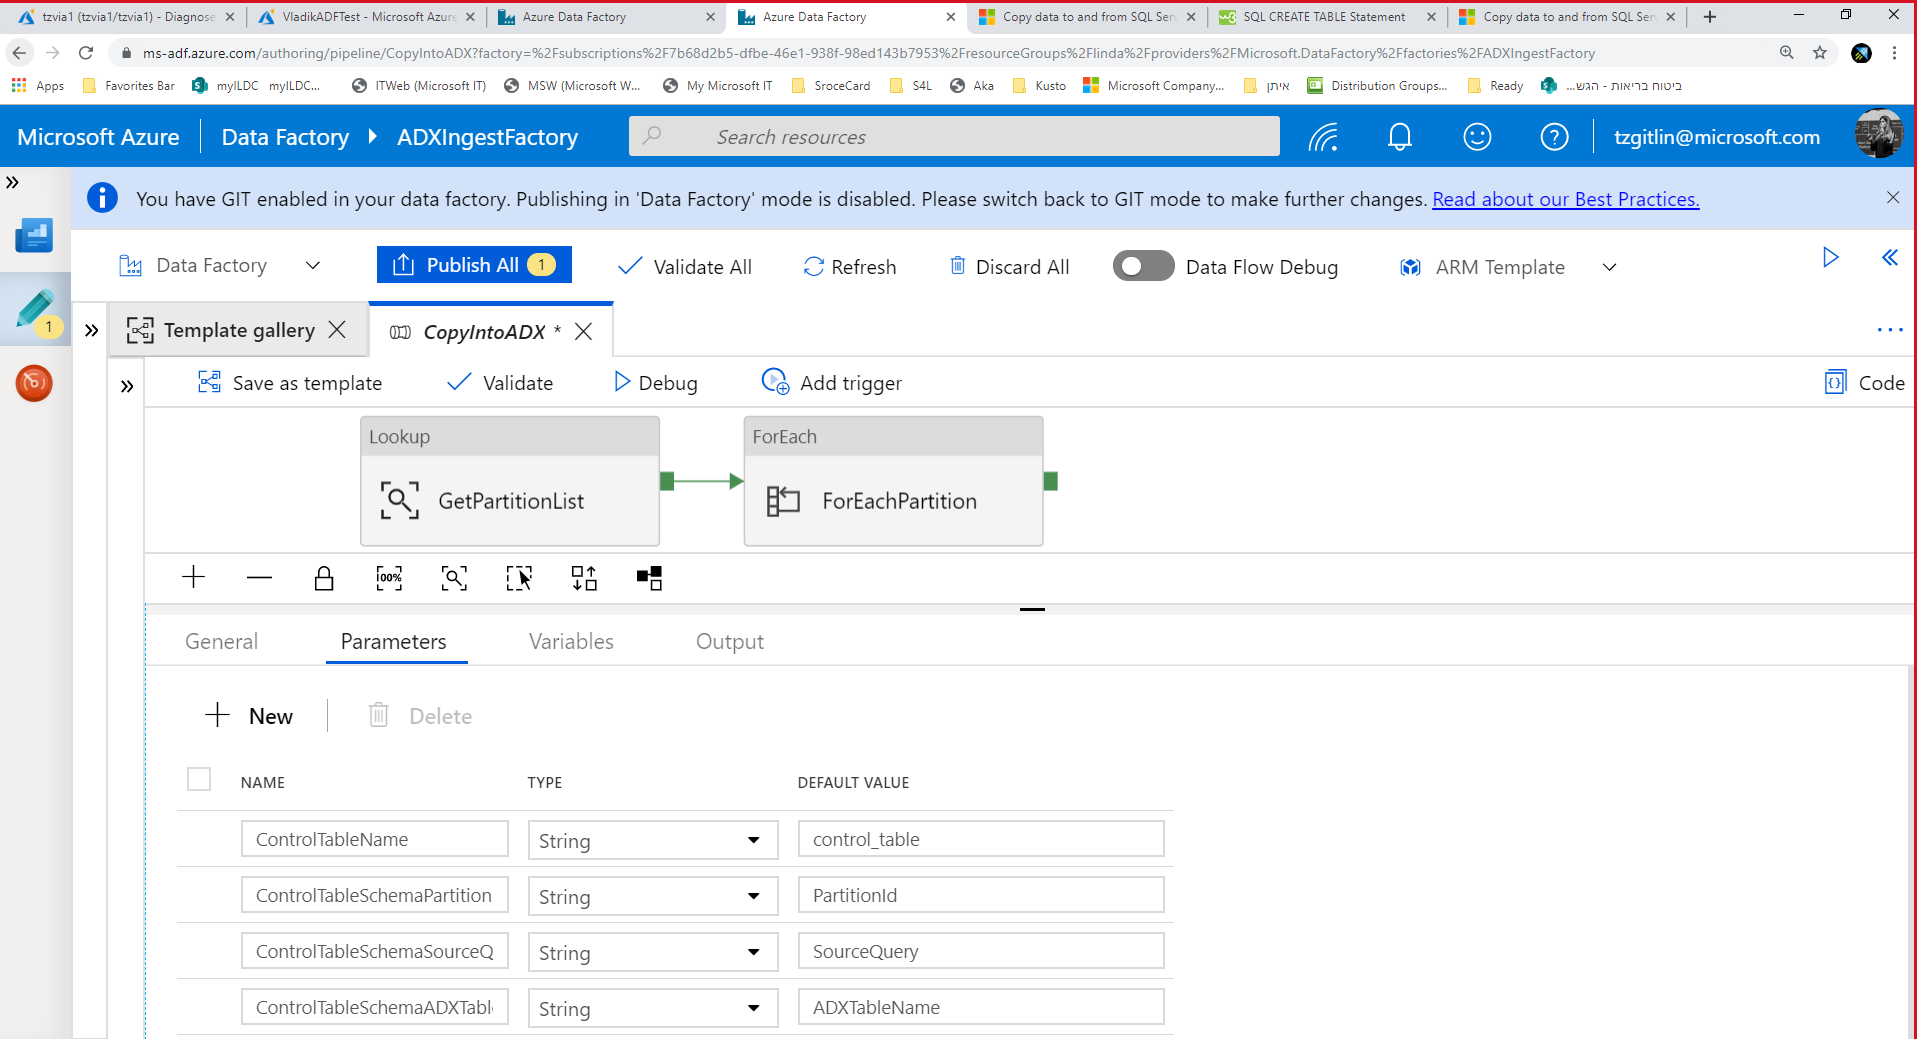 tzvia1 (tzvia1/tzvia1) - Diagnose
VladikADFTest - Microsoft Azure
Azure Data Factory
Azure Data Factory
Copy data to and from SQL Serv
SQL CREATE TABLE Statement
Copy data to and from SQL Serv
ms-adf.azure.com/authoring/pipeline/CopyIntoADX?factory=%2Fsubscriptions%2F7b68d2b5-dfbe-46e1-938f-98ed143b7953%2FresourceGroups%2Flinda%2Fproviders%2FMicrosoft.DataFactory%2Ffactories%2FADXIngestFactory
Apps
Favorites Bar
myILDC myILDC...
ITWeb (Microsoft IT)
MSW (Microsoft W...
My Microsoft IT
SroceCard
S4L
Aka
Kusto
Microsoft Company...
איתן
Distribution Groups...
Ready
ביטוח בריאות - הגש...
Microsoft Azure
Data Factory
ADXIngestFactory
Search resources
tzgitlin@microsoft.com
You have GIT enabled in your data factory. Publishing in 'Data Factory' mode is disabled. Please switch back to GIT mode to make further changes. Read about our Best Practices.
Data Factory
Publish All 1
Validate All
Refresh
Discard All
Data Flow Debug
ARM Template
1
Template gallery
CopyIntoADX *
Save as template
Validate
Debug
Add trigger
Code
Lookup
GetPartitionList
ForEach
ForEachPartition
100%
General
Parameters
Variables
Output
New
Delete
NAME
TYPE
DEFAULT VALUE
ControlTableName
String
control_table
ControlTableSchemaPartition
String
PartitionId
ControlTableSchemaSourceQ
String
SourceQuery
ControlTableSchemaADXTabl
String
ADXTableName